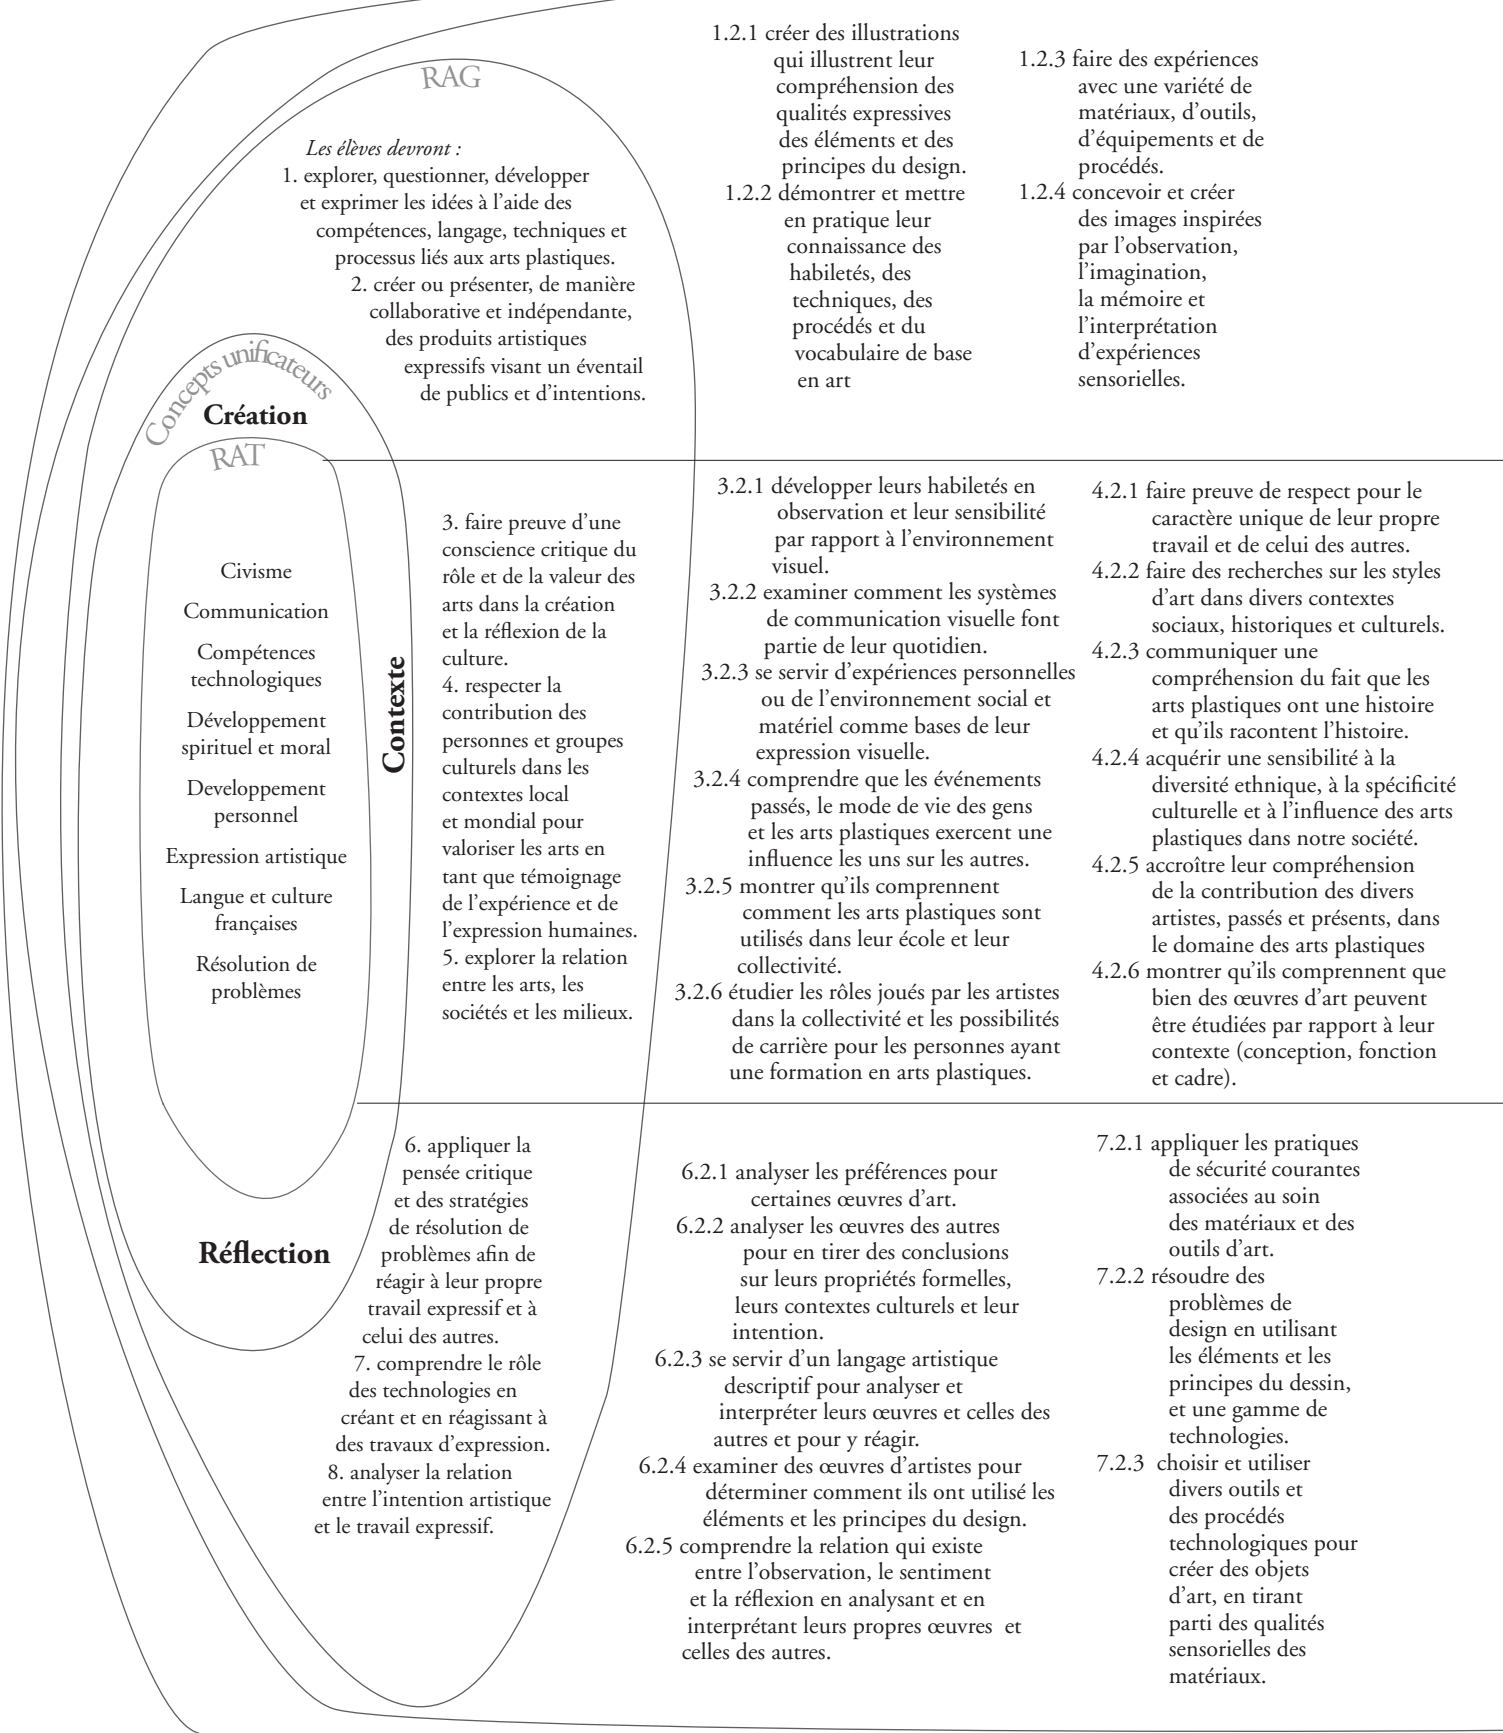 RAG
Les élèves devront :
1. explorer, questionner, développer
et exprimer les idées à l'aide des
compétences, langage, techniques et
processus liés aux arts plastiques.
2. créer ou présenter, de manière
collaborative et indépendante,
des produits artistiques
expressifs visant un éventail
de publics et d'intentions.
1.2.1 créer des illustrations
qui illustrent leur
compréhension des
qualités expressives
des éléments et des
principes du design.
1.2.2 démontrer et mettre
en pratique leur
connaissance des
habiletés, des
techniques, des
procédés et du
vocabulaire de base
en art
1.2.3 faire des expériences
avec une variété de
matériaux, d'outils,
d'équipements et de
procédés.
1.2.4 concevoir et créer
des images inspirées
par l'observation,
l'imagination,
la mémoire et
l'interprétation
d'expériences
sensorielles.
Concepts unificateurs
Création
RAT
Civisme
Communication
Compétences
technologiques
Développement
spirituel et moral
Developpement
personnel
Expression artistique
Langue et culture
françaises
Résolution de
problèmes
Contexte
3. faire preuve d'une
conscience critique du
rôle et de la valeur des
arts dans la création
et la réflexion de la
culture.
4. respecter la
contribution des
personnes et groupes
culturels dans les
contextes local
et mondial pour
valoriser les arts en
tant que témoignage
de l'expérience et de
l'expression humaines.
5. explorer la relation
entre les arts, les
sociétés et les milieux.
3.2.1 développer leurs habiletés en
observation et leur sensibilité
par rapport à l'environnement
visuel.
3.2.2 examiner comment les systèmes
de communication visuelle font
partie de leur quotidien.
3.2.3 se servir d'expériences personnelles
ou de l'environnement social et
matériel comme bases de leur
expression visuelle.
3.2.4 comprendre que les événements
passés, le mode de vie des gens
et les arts plastiques exercent une
influence les uns sur les autres.
3.2.5 montrer qu'ils comprennent
comment les arts plastiques sont
utilisés dans leur école et leur
collectivité.
3.2.6 étudier les rôles joués par les artistes
dans la collectivité et les possibilités
de carrière pour les personnes ayant
une formation en arts plastiques.
4.2.1 faire preuve de respect pour le
caractère unique de leur propre
travail et de celui des autres.
4.2.2 faire des recherches sur les styles
d'art dans divers contextes
sociaux, historiques et culturels.
4.2.3 communiquer une
compréhension du fait que les
arts plastiques ont une histoire
et qu'ils racontent l'histoire.
4.2.4 acquérir une sensibilité à la
diversité ethnique, à la spécificité
culturelle et à l'influence des arts
plastiques dans notre société.
4.2.5 accroître leur compréhension
de la contribution des divers
artistes, passés et présents, dans
le domaine des arts plastiques
4.2.6 montrer qu'ils comprennent que
bien des œuvres d'art peuvent
être étudiées par rapport à leur
contexte (conception, fonction
et cadre).
Réflection
6. appliquer la
pensée critique
et des stratégies
de résolution de
problèmes afin de
réagir à leur propre
travail expressif et à
celui des autres.
7. comprendre le rôle
des technologies en
créant et en réagissant à
des travaux d'expression.
8. analyser la relation
entre l'intention artistique
et le travail expressif.
6.2.1 analyser les préférences pour
certaines œuvres d'art.
6.2.2 analyser les œuvres des autres
pour en tirer des conclusions
sur leurs propriétés formelles,
leurs contextes culturels et leur
intention.
6.2.3 se servir d'un langage artistique
descriptif pour analyser et
interpréter leurs œuvres et celles des
autres et pour y réagir.
6.2.4 examiner des œuvres d'artistes pour
déterminer comment ils ont utilisé les
éléments et les principes du design.
6.2.5 comprendre la relation qui existe
entre l'observation, le sentiment
et la réflexion en analysant et en
interprétant leurs propres œuvres et
celles des autres.
7.2.1 appliquer les pratiques
de sécurité courantes
associées au soin
des matériaux et des
outils d'art.
7.2.2 résoudre des
problèmes de
design en utilisant
les éléments et les
principes du dessin,
et une gamme de
technologies.
7.2.3 choisir et utiliser
divers outils et
des procédés
technologiques pour
créer des objets
d'art, en tirant
parti des qualités
sensorielles des
matériaux.